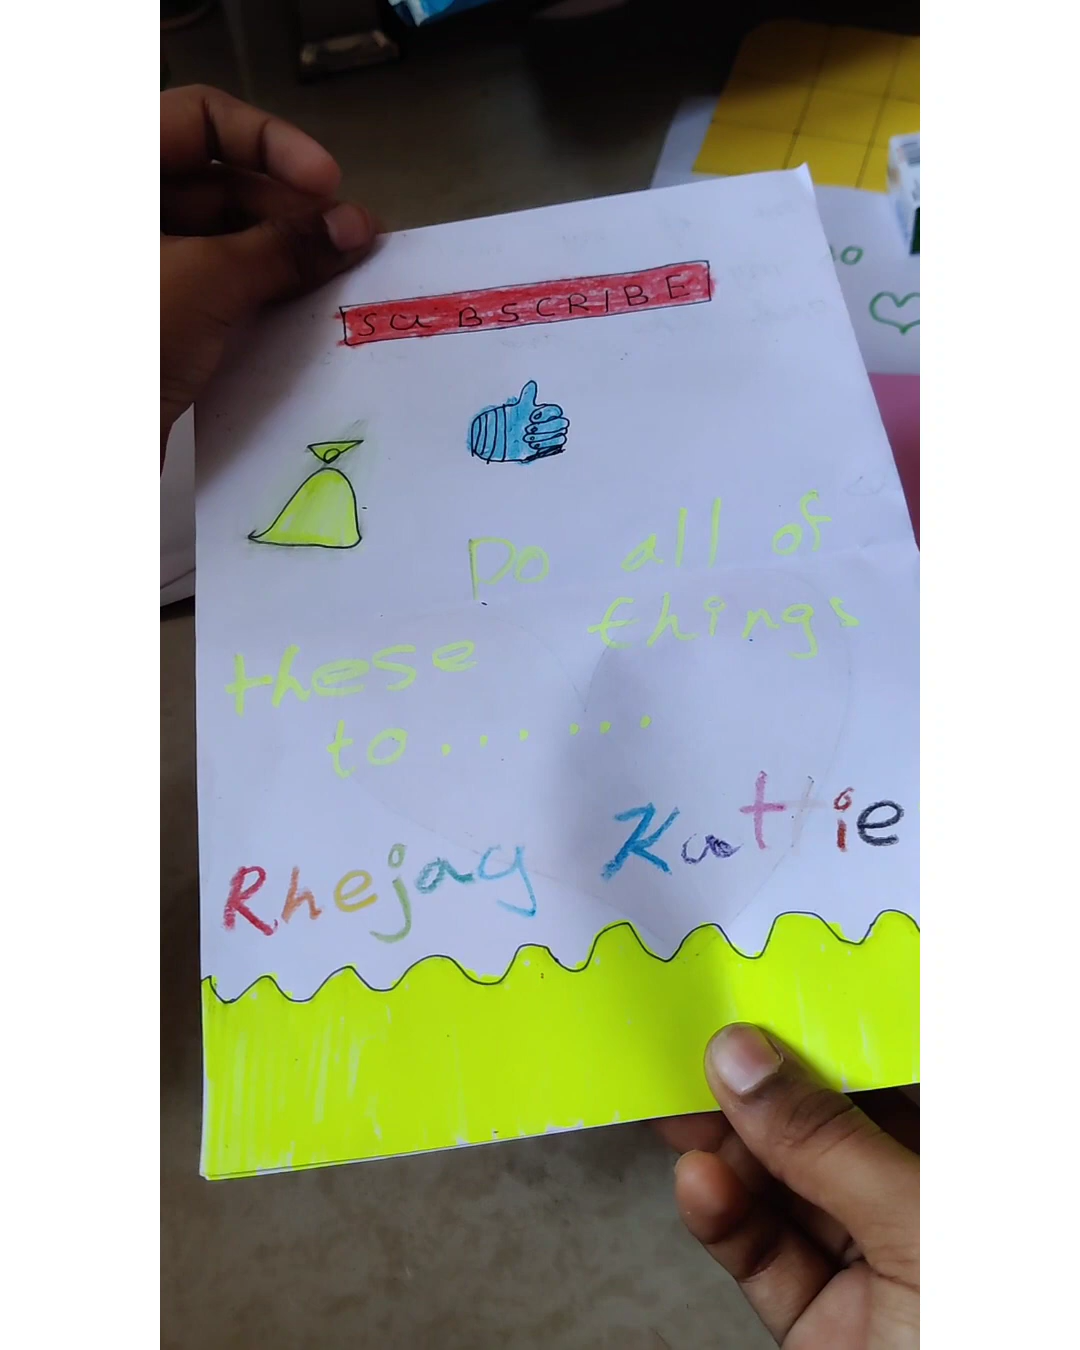 SUBSCRIBE
Do all of
these things
to.......
Rhejay Kattie